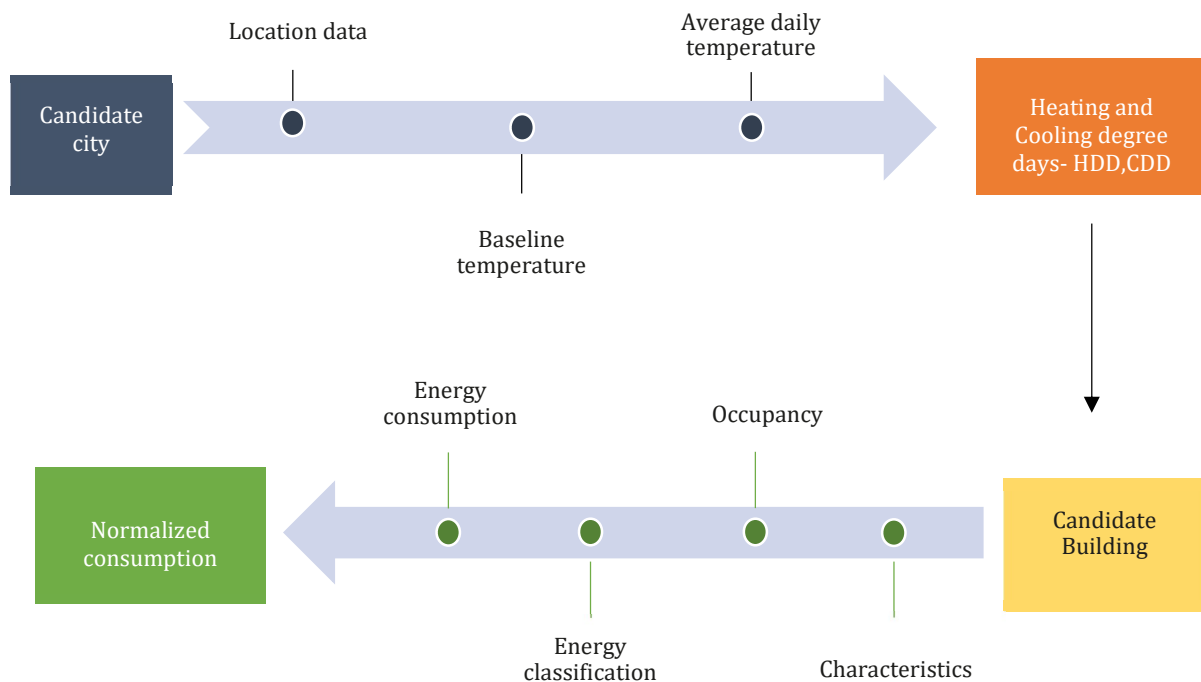 Location data
Average daily
temperature
Candidate
city
Heating and
Cooling degree
days- HDD,CDD
Baseline
temperature
Energy
consumption
Occupancy
Normalized
consumption
Candidate
Building
Energy
classification
Characteristics